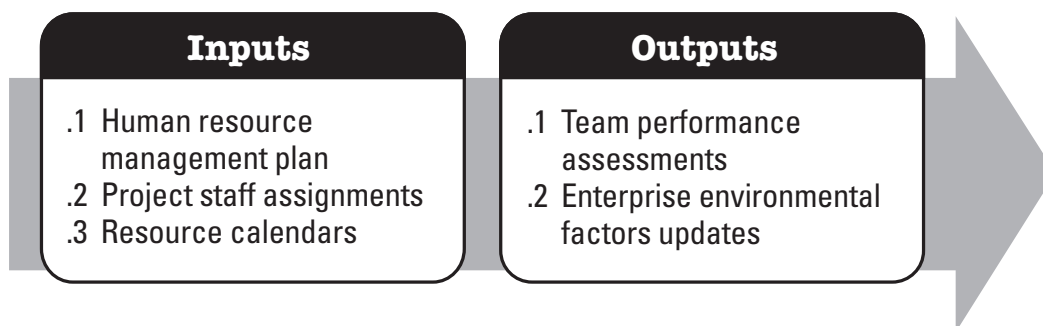 Inputs
.1 Human resource
management plan
.2 Project staff assignments
.3 Resource calendars
Outputs
.1 Team performance
assessments
.2 Enterprise environmental
factors updates